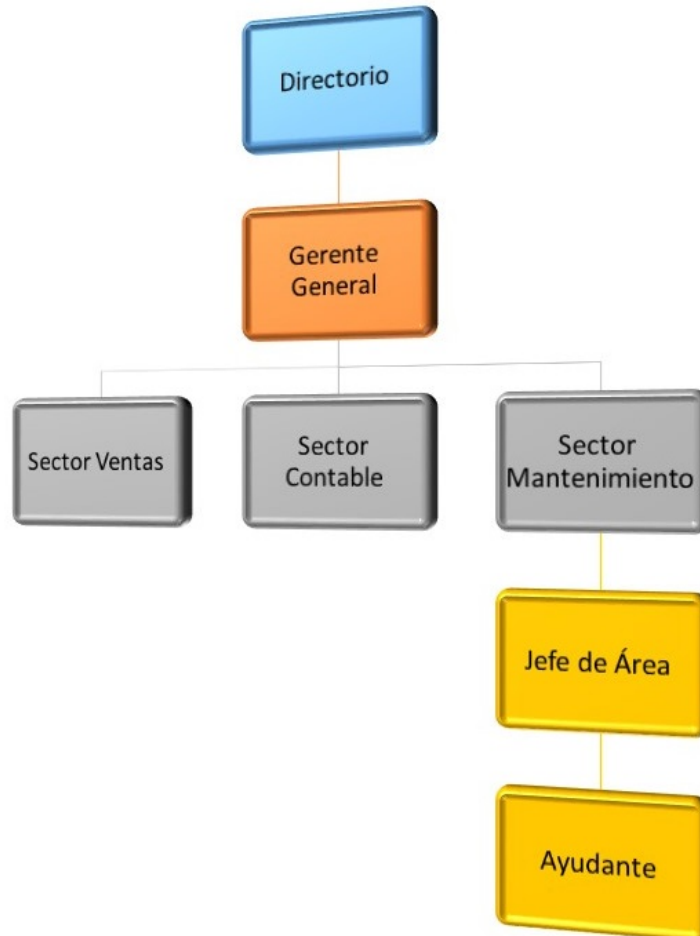 Directorio
Gerente
General
Sector Ventas
Sector
Contable
Sector
Mantenimiento
Jefe de Área
Ayudante